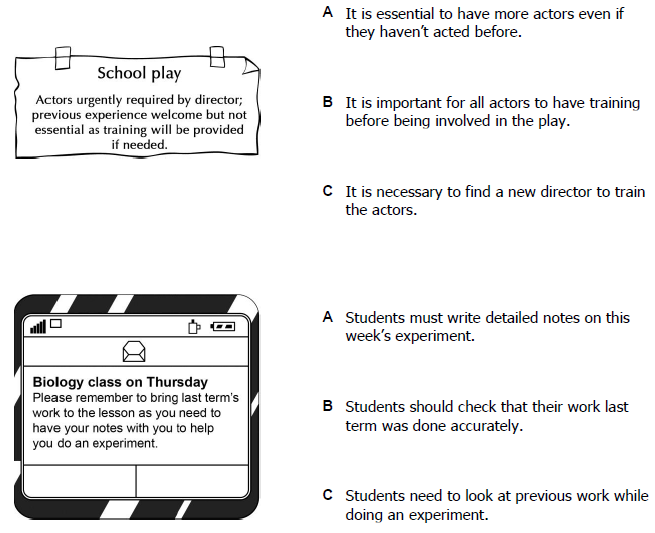 School play
Actors urgently required by director;
previous experience welcome but not
essential as training will be provided
if needed.
A It is essential to have more actors even if
they haven't acted before.
B It is important for all actors to have training
before being involved in the play.
C It is necessary to find a new director to train
the actors.
Biology class on Thursday
Please remember to bring last term's
work to the lesson as you need to
have your notes with you to help
you do an experiment.
A Students must write detailed notes on this
week's experiment.
B Students should check that their work last
term was done accurately.
C Students need to look at previous work while
doing an experiment.